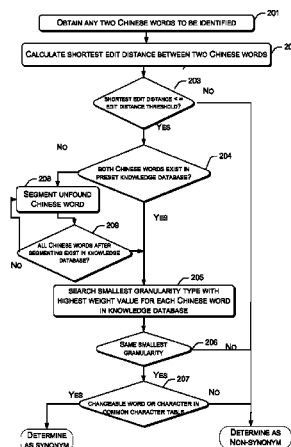 201
OBTAIN ANY TWO CHINESE WORDS TO BE IDENTIFIED
20
CALCULATE SHORTEST EDIT DISTANCE BETWEEN TWO CHINESE WORDS
203
SHORTEST EDIT DISTANCE < =
EDIT DISTANCE THRESHOLD?
NO
YES
NO
204
BOTH CHINESE WORDS EXIST IN
PRESET KNOWLEDGE DATABASE?
208
SEGMENT UNFOUND
CHINESE WORD
YES
209
ALL CHINESE WORDS AFTER
SEGMENTING EXIST IN KNOWLEDGE
DATABASE?
NO
205
SEARCH SMALLEST GRANULARITY TYPE WITH
HIGHEST WEIGHT VALUE FOR EACH CHINESE WORD
IN KNOWLEDGE DATABASE
206
SAME SMALLEST
GRANULARITY
NO
YES
207
YES
CHANGEABLE WORD OR CHARACTER IN
COMMON CHARACTER TABLE
NO
DETERMINE
AS SYNONYM
DETERMINE AS
NON-SYNONYM